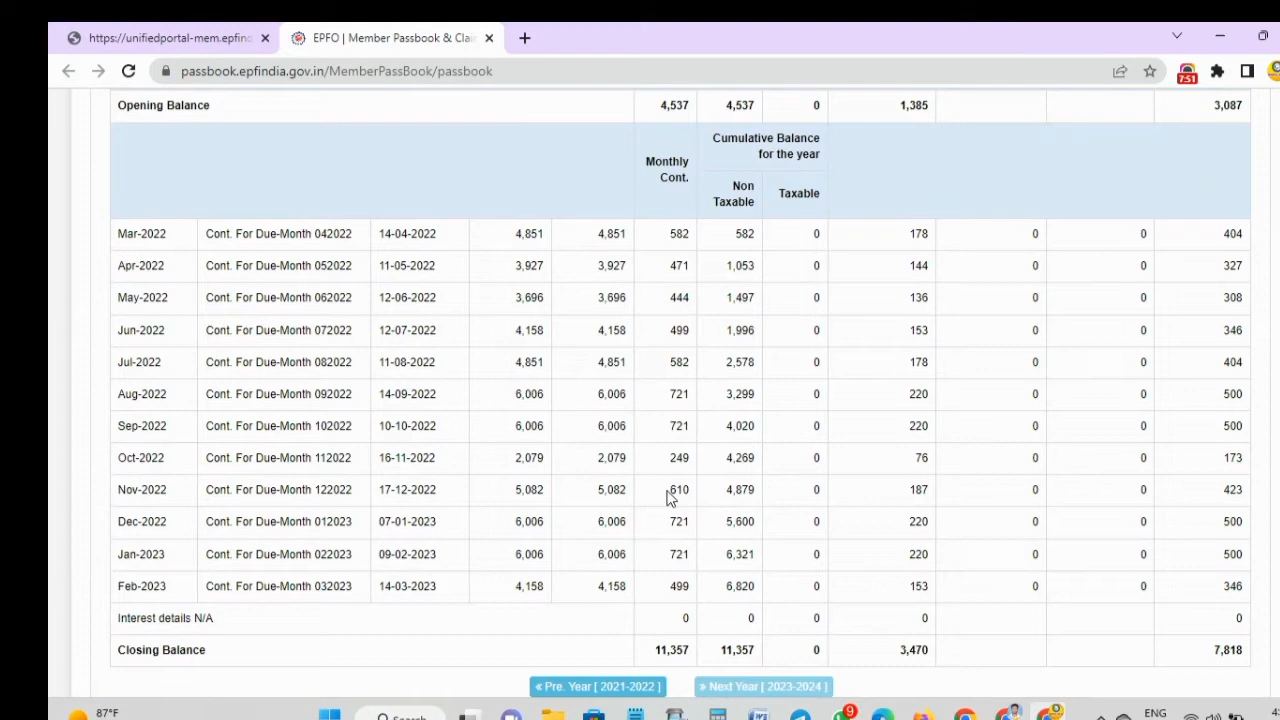 https://unifiedportal-mem.epfind
EPFO | Member Passbook & Clai
passbook.epfindia.gov.in/MemberPassBook/passbook
7:51
Opening Balance 4,537 4,537 0 1,385 3,087
Monthly Cont. Cumulative Balance for the year
Non Taxable Taxable
Mar-2022 Cont. For Due-Month 042022 14-04-2022 4,851 4,851 582 582 0 178 0 0 404
Apr-2022 Cont. For Due-Month 052022 11-05-2022 3,927 3,927 471 1,053 0 144 0 0 327
May-2022 Cont. For Due-Month 062022 12-06-2022 3,696 3,696 444 1,497 0 136 0 0 308
Jun-2022 Cont. For Due-Month 072022 12-07-2022 4,158 4,158 499 1,996 0 153 0 0 346
Jul-2022 Cont. For Due-Month 082022 11-08-2022 4,851 4,851 582 2,578 0 178 0 0 404
Aug-2022 Cont. For Due-Month 092022 14-09-2022 6,006 6,006 721 3,299 0 220 0 0 500
Sep-2022 Cont. For Due-Month 102022 10-10-2022 6,006 6,006 721 4,020 0 220 0 0 500
Oct-2022 Cont. For Due-Month 112022 16-11-2022 2,079 2,079 249 4,269 0 76 0 0 173
Nov-2022 Cont. For Due-Month 122022 17-12-2022 5,082 5,082 610 4,879 0 187 0 0 423
Dec-2022 Cont. For Due-Month 012023 07-01-2023 6,006 6,006 721 5,600 0 220 0 0 500
Jan-2023 Cont. For Due-Month 022023 09-02-2023 6,006 6,006 721 6,321 0 220 0 0 500
Feb-2023 Cont. For Due-Month 032023 14-03-2023 4,158 4,158 499 6,820 0 153 0 0 346
Interest details N/A 0 0 0 0 0
Closing Balance 11,357 11,357 0 3,470 7,818
« Pre. Year [ 2021-2022 ] » Next Year [ 2023-2024 ]
87°F Search 9 ENG